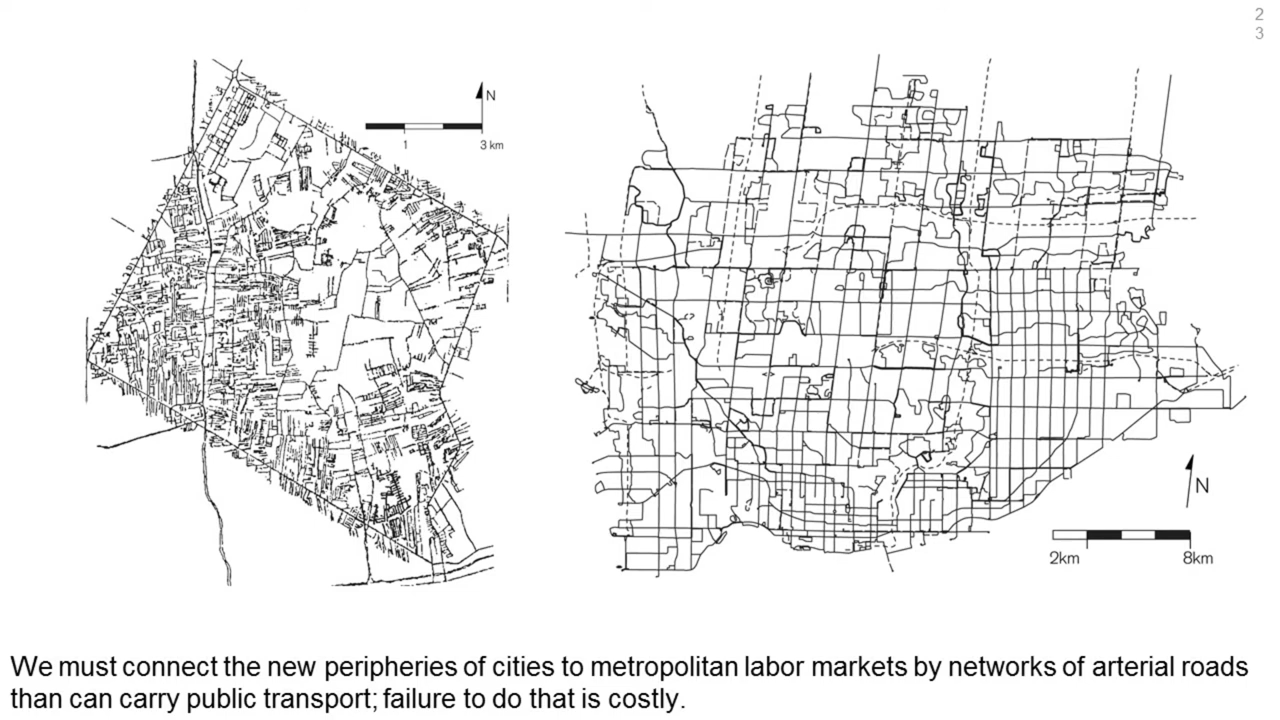 2
3
N
1
3 km
N
2km
8km
We must connect the new peripheries of cities to metropolitan labor markets by networks of arterial roads
than can carry public transport; failure to do that is costly.